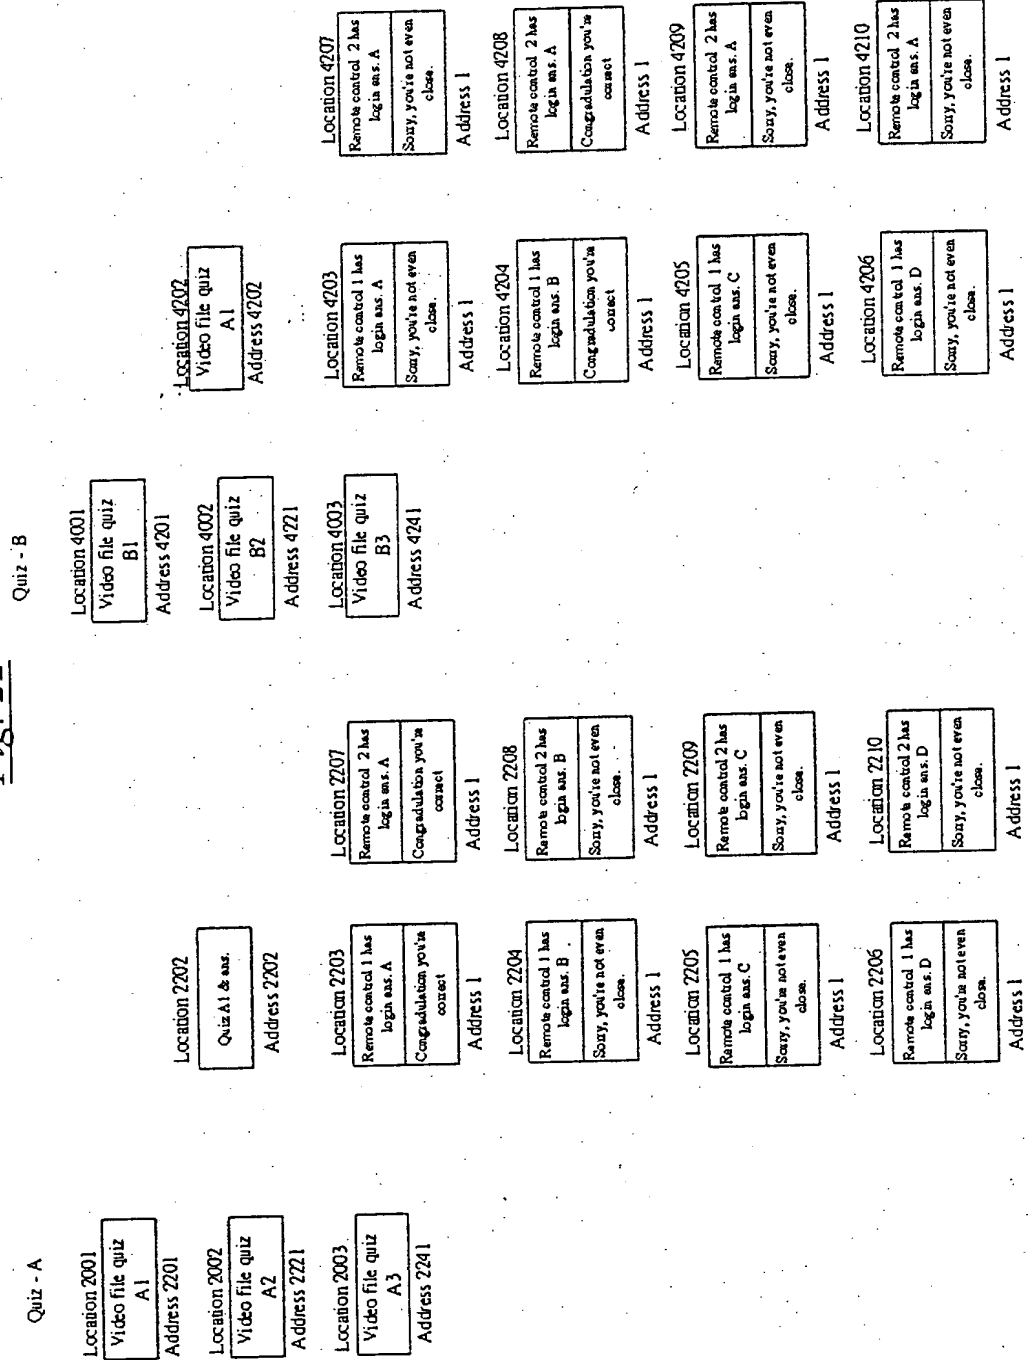 Quiz - A
Location 2001
Video file quiz
A1
Address 2201
Location 2002
Video file quiz
A2
Address 2221
Location 2003
Video file quiz
A3
Address 2241
Location 2202
Quiz A1 & ans.
Address 2202
Location 2203
Remote control 1 has
login ans. A
Congradulation you're
correct
Address 1
Location 2204
Remote control 1 has
login ans. B
Sorry, you're not even
close.
Address 1
Location 2205
Remote control 1 has
login ans. C
Sorry, you're not even
close.
Address 1
Location 2206
Remote control 1 has
login ans. D
Sorry, you're not even
close.
Address 1
Location 2207
Remote control 2 has
login ans. A
Congradulation you're
correct
Address 1
Location 2208
Remote control 2 has
login ans. B
Sorry, you're not even
close.
Address 1
Location 2209
Remote control 2 has
login ans. C
Sorry, you're not even
close.
Address 1
Location 2210
Remote control 2 has
login ans. D
Sorry, you're not even
close.
Address 1
Quiz - B
Location 4001
Video file quiz
B1
Address 4201
Location 4002
Video file quiz
B2
Address 4221
Location 4003
Video file quiz
B3
Address 4241
Location 4202
Video file quiz
A1
Address 4202
Location 4203
Remote control 1 has
login ans. A
Sorry, you're not even
close.
Address 1
Location 4204
Remote control 1 has
login ans. B
Congradulation you're
correct
Address 1
Location 4205
Remote control 1 has
login ans. C
Sorry, you're not even
close.
Address 1
Location 4206
Remote control 1 has
login ans. D
Sorry, you're not even
close.
Address 1
Location 4207
Remote control 2 has
login ans. A
Sorry, you're not even
close.
Address 1
Location 4208
Remote control 2 has
login ans. A
Congradulation you're
correct
Address 1
Location 4209
Remote control 2 has
login ans. A
Sorry, you're not even
close.
Address 1
Location 4210
Remote control 2 has
login ans. A
Sorry, you're not even
close.
Address 1